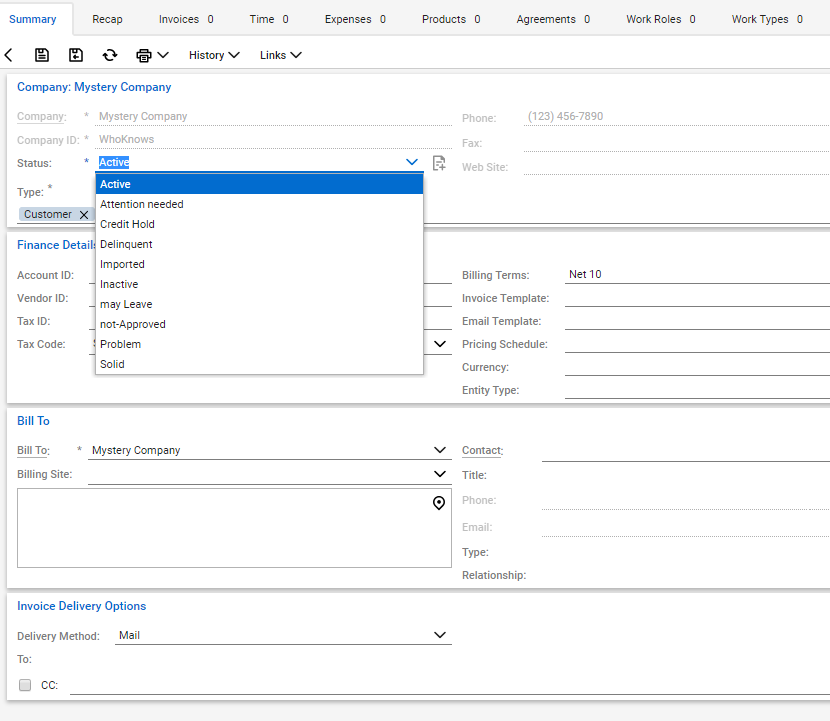 Summary Recap Invoices 0 Time 0 Expenses 0 Products 0 Agreements 0 Work Roles 0 Work Types 0
History Links
Company: Mystery Company
Company: * Mystery Company
Phone: (123) 456-7890
Company ID: * WhoKnows
Fax:
Status: * Active
Web Site:
Type: *
Customer X
Active
Attention needed
Credit Hold
Delinquent
Imported
Inactive
may Leave
not-Approved
Problem
Solid
Finance Details
Account ID:
Vendor ID:
Tax ID:
Tax Code:
Billing Terms: Net 10
Invoice Template:
Email Template:
Pricing Schedule:
Currency:
Entity Type:
Bill To
Bill To: * Mystery Company
Billing Site:
Contact:
Title:
Phone:
Email:
Type:
Relationship:
Invoice Delivery Options
Delivery Method: Mail
To:
CC: